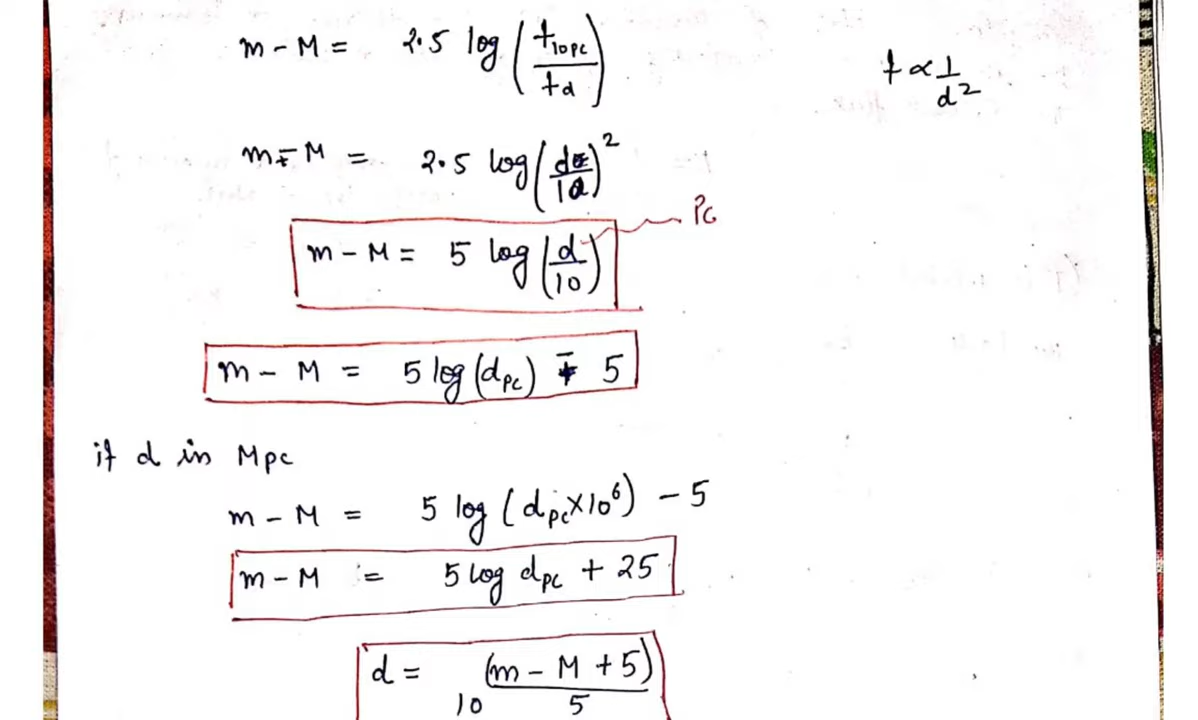 m - M = 2.5 log (f10pc / fd)
f ∝ 1/d²
m - M = 2.5 log (d/10)²
Pc
m - M = 5 log (d/10)
m - M = 5 log (dpc) - 5
if d in Mpc
m - M = 5 log (dpc×10⁶) - 5
m - M = 5 log dpc + 25
d = 10 (m - M + 5)/5